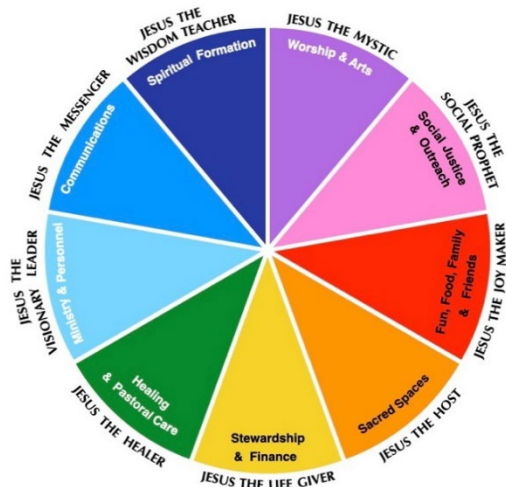 JESUS THE
WISDOM TEACHER
Spiritual Formation
JESUS THE MYSTIC
Worship & Arts
JESUS THE
SOCIAL PROPHET
Social Justice
& Outreach
JESUS THE JOY MAKER
Fun, Food, Family
& Friends
JESUS THE HOST
Sacred Spaces
JESUS THE LIFE GIVER
Stewardship
& Finance
JESUS THE HEALER
Healing
& Pastoral Care
JESUS THE
VISIONARY LEADER
Ministry & Personnel
JESUS THE MESSENGER
Communications